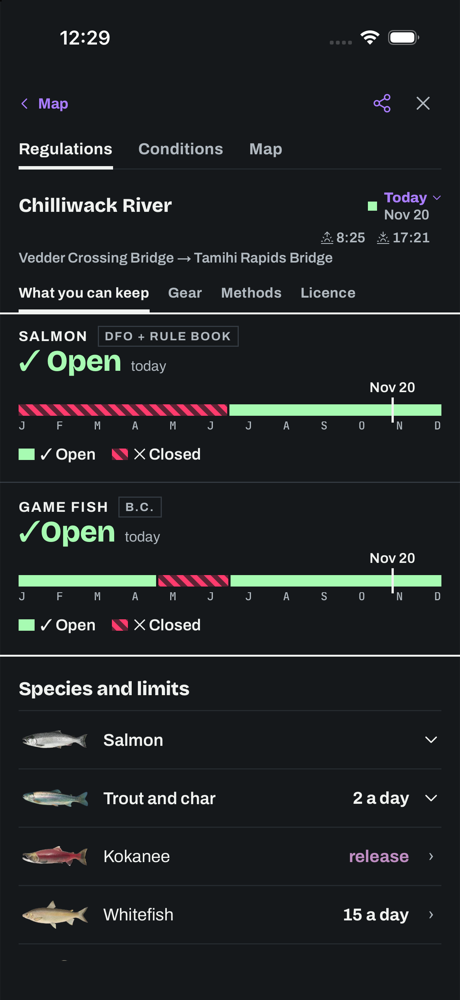 12:29
Map
Regulations Conditions Map
Chilliwack River
Today
Nov 20
8:25 17:21
Vedder Crossing Bridge → Tamihi Rapids Bridge
What you can keep Gear Methods Licence
SALMON DFO + RULE BOOK
✓ Open today
Nov 20
J F M A M J J A S O N D
✓ Open ✕ Closed
GAME FISH B.C.
✓Open today
Nov 20
J F M A M J J A S O N D
✓ Open ✕ Closed
Species and limits
Salmon
Trout and char 2 a day
Kokanee release
Whitefish 15 a day